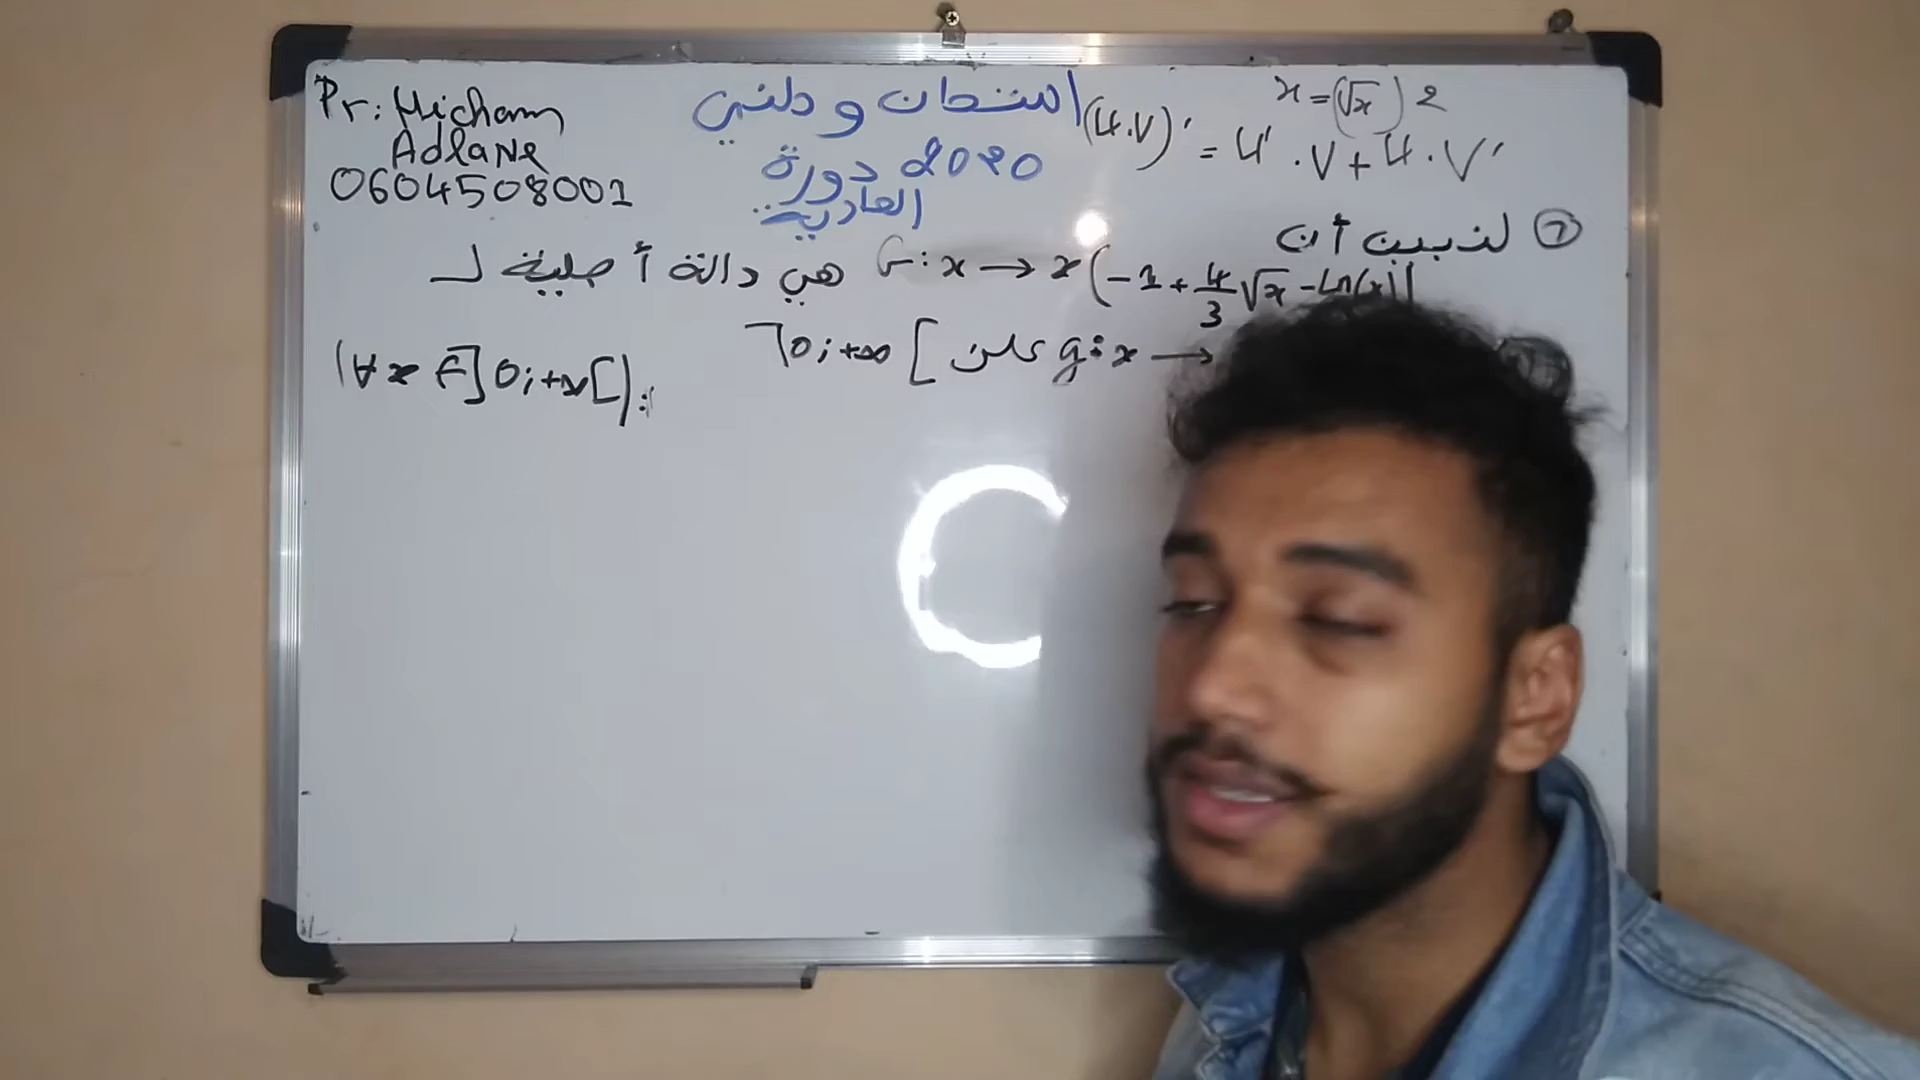 Pr: Hicham
Adlane
0604508001
امتحان وطني
2020 دورة
العادية
x = (√x)²
(u.v)' = u'.v + u.v'
⑦ لنبين أن
G: x → x(-1 + 4/3 √x - Ln(x)) هي دالة أصلية لـ
g: x → على ]0;+∞[
(∀x ∈ ]0;+∞[):